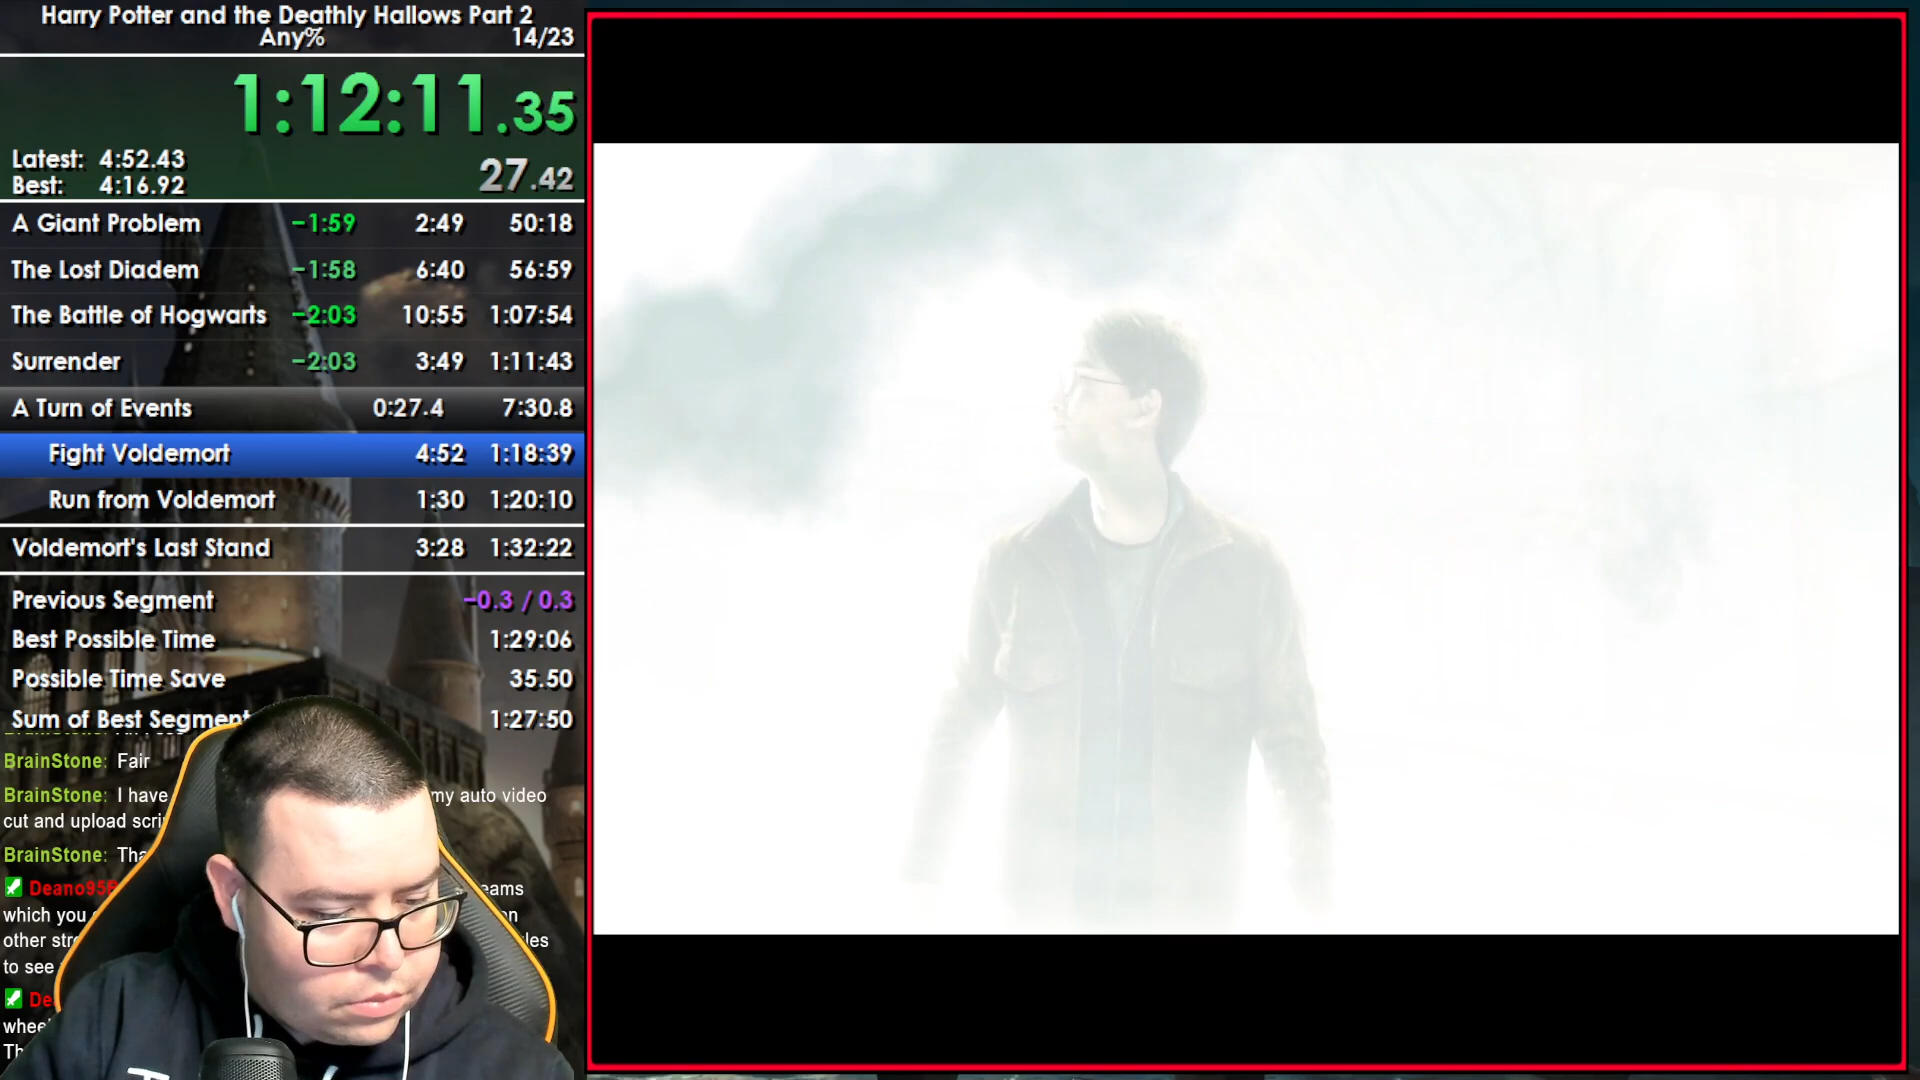 Harry Potter and the Deathly Hallows Part 2
Any% 14/23
1:12:11.35
Latest: 4:52.43
Best: 4:16.92
27.42
A Giant Problem -1:59 2:49 50:18
The Lost Diadem -1:58 6:40 56:59
The Battle of Hogwarts -2:03 10:55 1:07:54
Surrender -2:03 3:49 1:11:43
A Turn of Events 0:27.4 7:30.8
Fight Voldemort 4:52 1:18:39
Run from Voldemort 1:30 1:20:10
Voldemort's Last Stand 3:28 1:32:22
Previous Segment -0.3 / 0.3
Best Possible Time 1:29:06
Possible Time Save 35.50
Sum of Best Segment 1:27:50
BrainStone: Fair
BrainStone: I have my auto video
cut and upload
BrainStone:
which you
other
to see